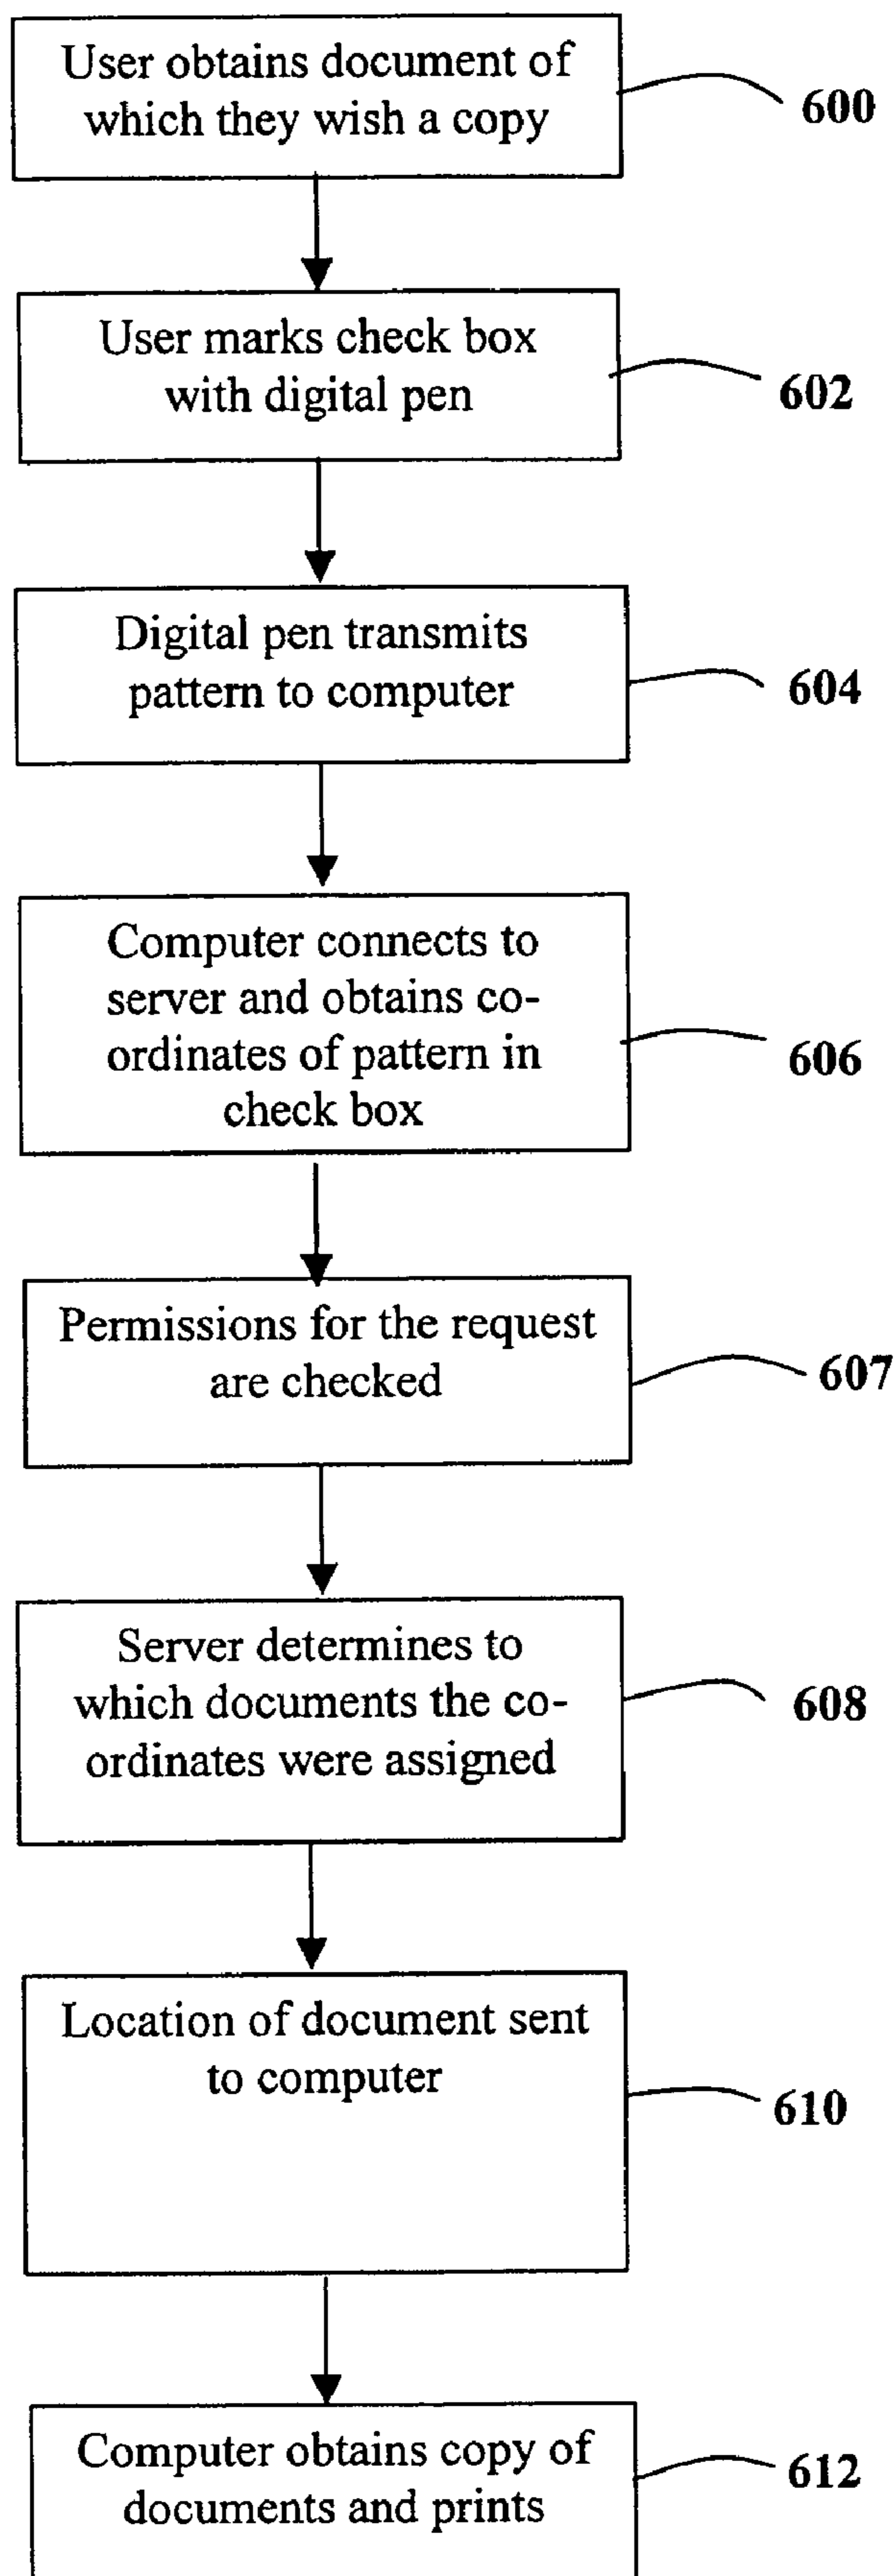 User obtains document of
which they wish a copy
600
User marks check box
with digital pen
602
Digital pen transmits
pattern to computer
604
Computer connects to
server and obtains co-
ordinates of pattern in
check box
606
Permissions for the request
are checked
607
Server determines to
which documents the co-
ordinates were assigned
608
Location of document sent
to computer
610
Computer obtains copy of
documents and prints
612